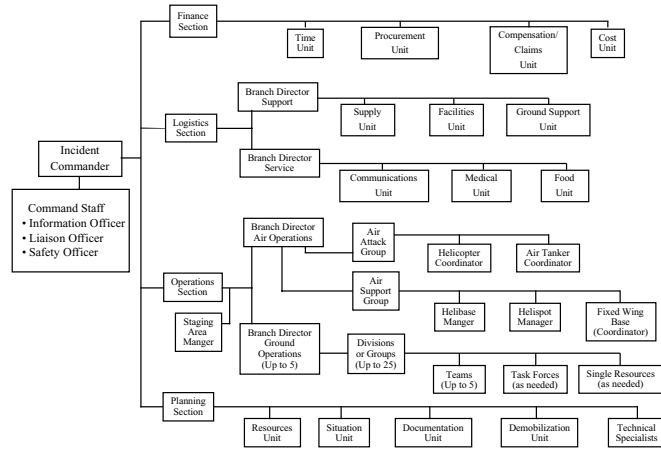 Finance
Section
Time
Unit
Procurement
Unit
Compensation/
Claims
Unit
Cost
Unit
Branch Director
Support
Logistics
Section
Supply
Unit
Facilities
Unit
Ground Support
Unit
Incident
Commander
Branch Director
Service
Communications
Unit
Medical
Unit
Food
Unit
Command Staff
• Information Officer
• Liaison Officer
• Safety Officer
Branch Director
Air Operations
Air
Attack
Group
Helicopter
Coordinator
Air Tanker
Coordinator
Operations
Section
Air
Support
Group
Staging
Area
Manger
Helibase
Manger
Helispot
Manager
Fixed Wing
Base
(Coordinator)
Branch Director
Ground
Operations
(Up to 5)
Divisions
or Groups
(Up to 25)
Teams
(Up to 5)
Task Forces
(as needed)
Single Resources
(as needed)
Planning
Section
Resources
Unit
Situation
Unit
Documentation
Unit
Demobilization
Unit
Technical
Specialists